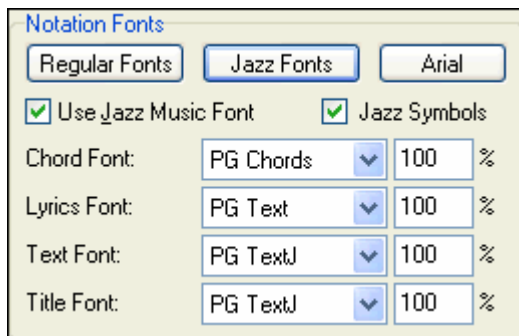 Notation Fonts
Regular Fonts Jazz Fonts Arial
Use Jazz Music Font Jazz Symbols
Chord Font: PG Chords 100 %
Lyrics Font: PG Text 100 %
Text Font: PG TextJ 100 %
Title Font: PG TextJ 100 %